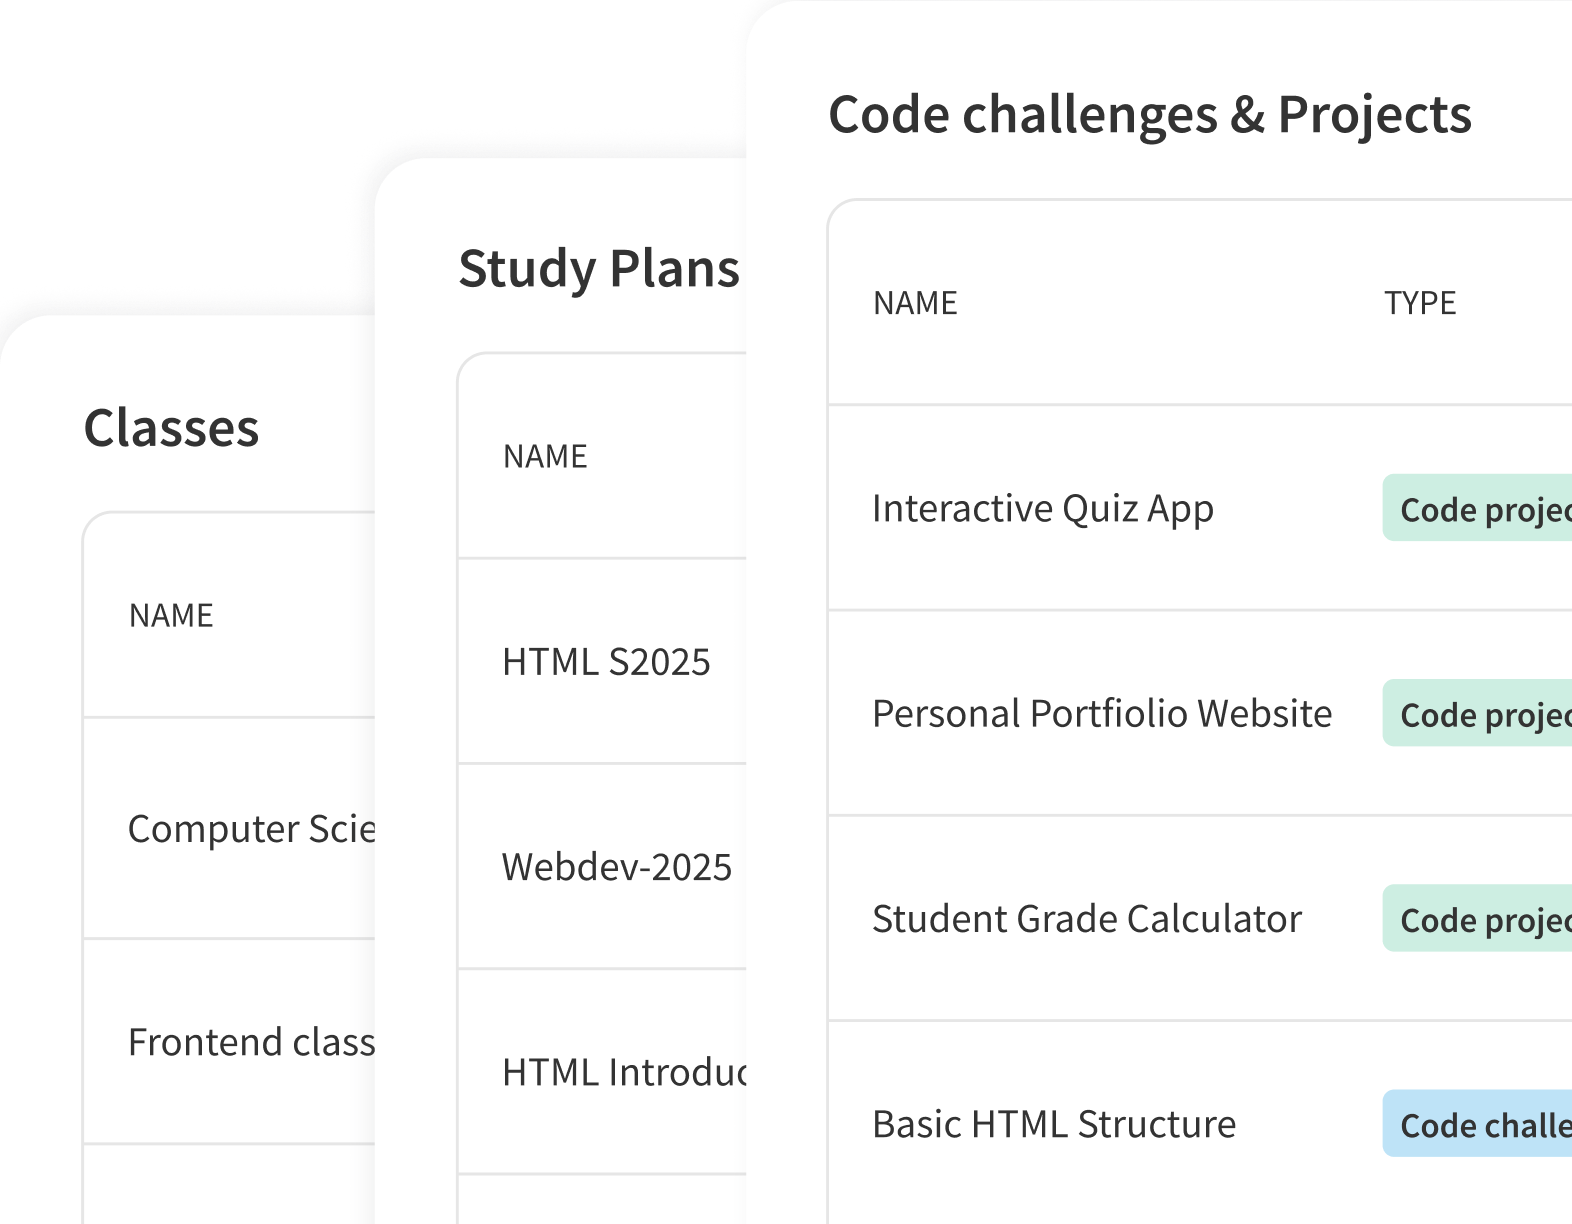 Code challenges & Projects
NAME TYPE
Interactive Quiz App Code projec
Personal Portfiolio Website Code projec
Student Grade Calculator Code projec
Basic HTML Structure Code challe
Study Plans
NAME
HTML S2025
Webdev-2025
HTML Introduc
Classes
NAME
Computer Scie
Frontend class